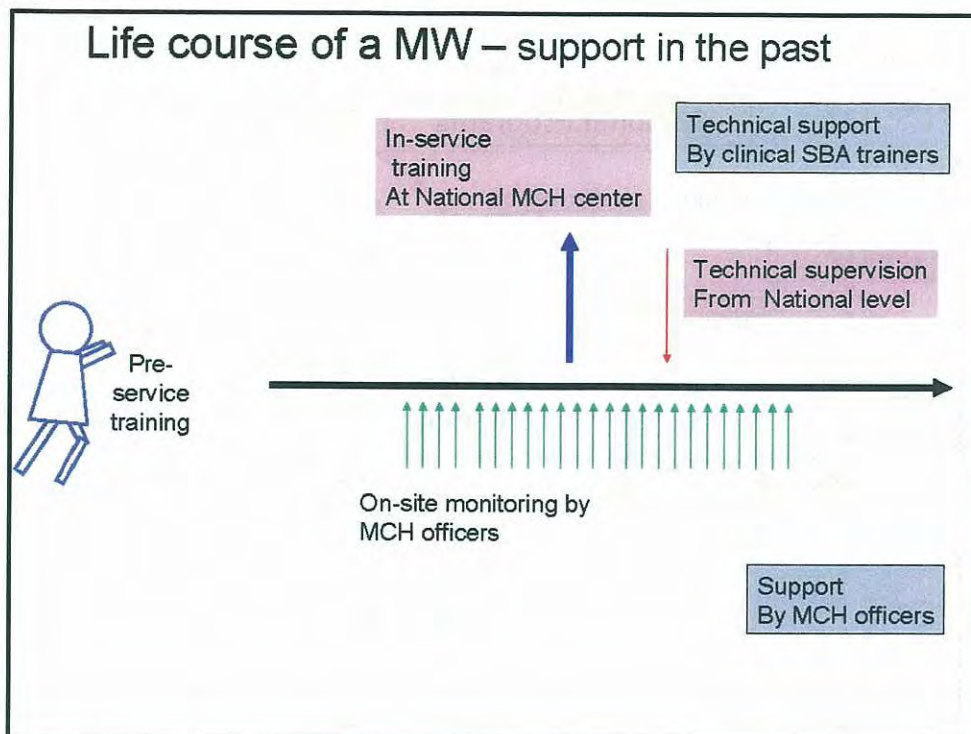 Life course of a MW – support in the past
In-service
training
At National MCH center
Technical support
By clinical SBA trainers
Technical supervision
From National level
Pre-
service
training
On-site monitoring by
MCH officers
Support
By MCH officers